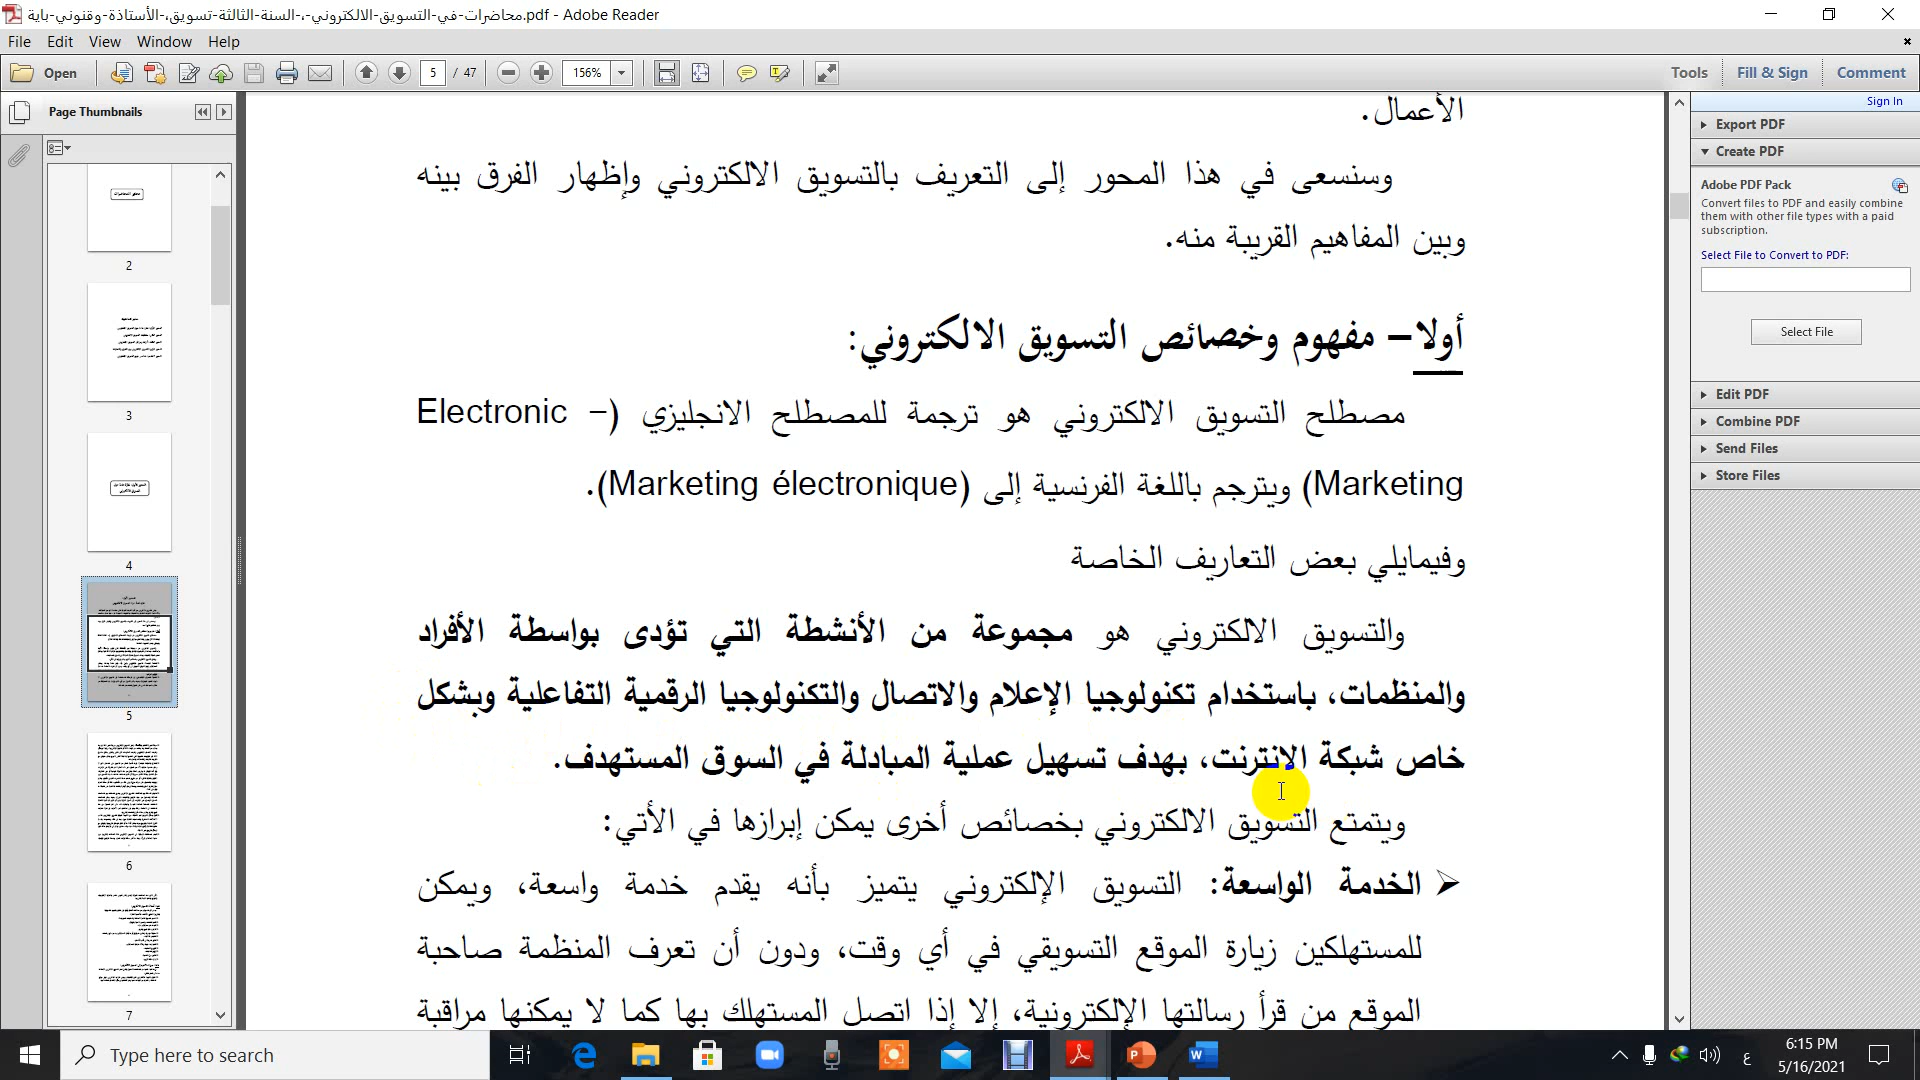 محاضرات-في-التسويق-الالكتروني-،-السنة-الثالثة-تسويق،-الأستاذة-وقنوني-باية.pdf - Adobe Reader
File Edit View Window Help
Open 5 / 47 156% Tools Fill & Sign Comment
Page Thumbnails
2
3
4
5
6
7
الأعمال.
وسنسعى في هذا المحور إلى التعريف بالتسويق الالكتروني وإظهار الفرق بينه
وبين المفاهيم القريبة منه.
أولا– مفهوم وخصائص التسويق الالكتروني:
مصطلح التسويق الالكتروني هو ترجمة للمصطلح الانجليزي (Electronic –
Marketing) ويترجم باللغة الفرنسية إلى (Marketing électronique).
وفيمايلي بعض التعاريف الخاصة
والتسويق الالكتروني هو مجموعة من الأنشطة التي تؤدى بواسطة الأفراد
والمنظمات، باستخدام تكنولوجيا الإعلام والاتصال والتكنولوجيا الرقمية التفاعلية وبشكل
خاص شبكة الانترنت، بهدف تسهيل عملية المبادلة في السوق المستهدف.
ويتمتع التسويق الالكتروني بخصائص أخرى يمكن إبرازها في الأتي:
➢ الخدمة الواسعة: التسويق الإلكتروني يتميز بأنه يقدم خدمة واسعة، ويمكن
للمستهلكين زيارة الموقع التسويقي في أي وقت، ودون أن تعرف المنظمة صاحبة
الموقع من قرأ رسالتها الإلكترونية، إلا إذا اتصل المستهلك بها كما لا يمكنها مراقبة
Sign In
Export PDF
Create PDF
Adobe PDF Pack
Convert files to PDF and easily combine
them with other file types with a paid
subscription.
Select File to Convert to PDF:
Select File
Edit PDF
Combine PDF
Send Files
Store Files
Type here to search
ع
6:15 PM
5/16/2021